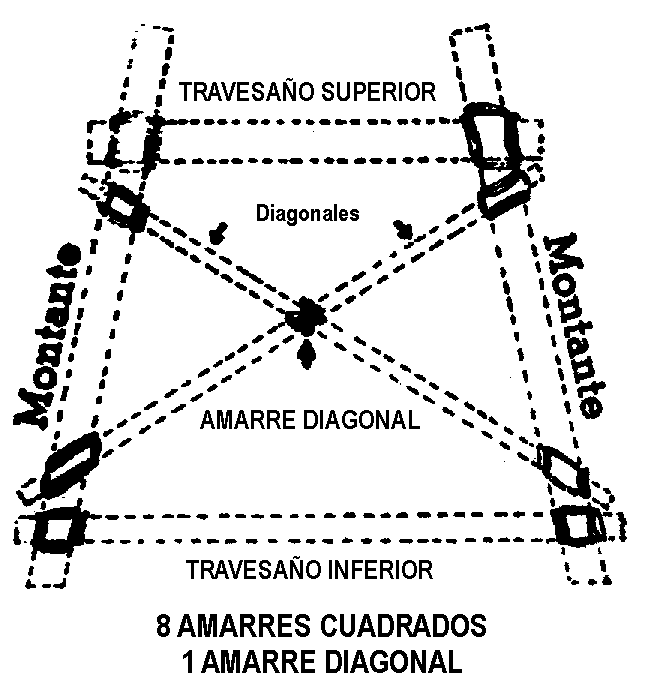 TRAVESAÑO SUPERIOR
Diagonales
Montante
Montante
AMARRE DIAGONAL
TRAVESAÑO INFERIOR
8 AMARRES CUADRADOS
1 AMARRE DIAGONAL